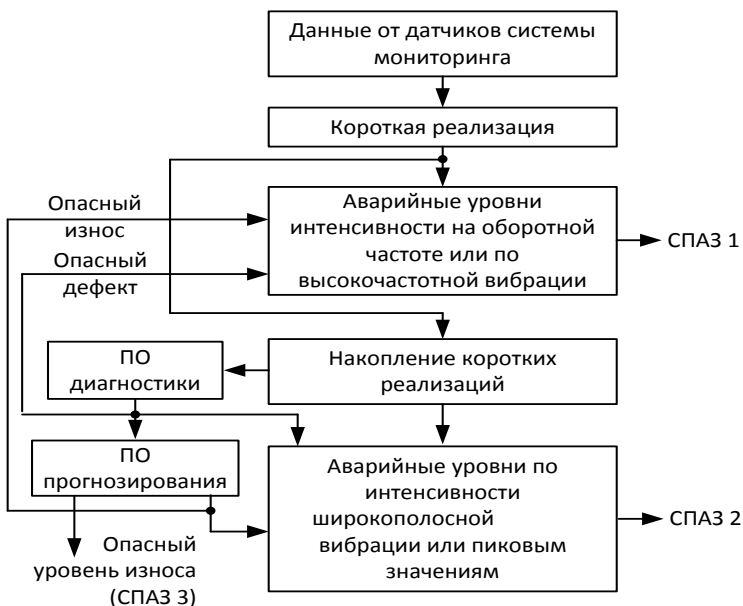 Данные от датчиков системы
мониторинга
Короткая реализация
Опасный
износ
Аварийные уровни
интенсивности на оборотной
частоте или по
высокочастотной вибрации
СПАЗ 1
Опасный
дефект
ПО
диагностики
Накопление коротких
реализаций
ПО
прогнозирования
Аварийные уровни по
интенсивности
широкополосной
вибрации или пиковым
значениям
СПАЗ 2
Опасный
уровень износа
(СПАЗ 3)